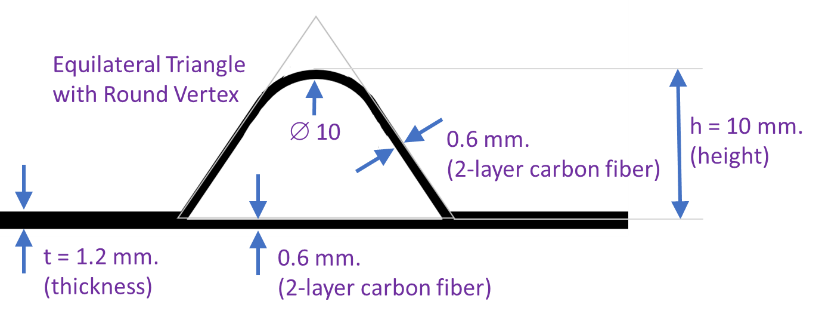 Equilateral Triangle
with Round Vertex
∅ 10
0.6 mm.
(2-layer carbon fiber)
h = 10 mm.
(height)
t = 1.2 mm.
(thickness)
0.6 mm.
(2-layer carbon fiber)